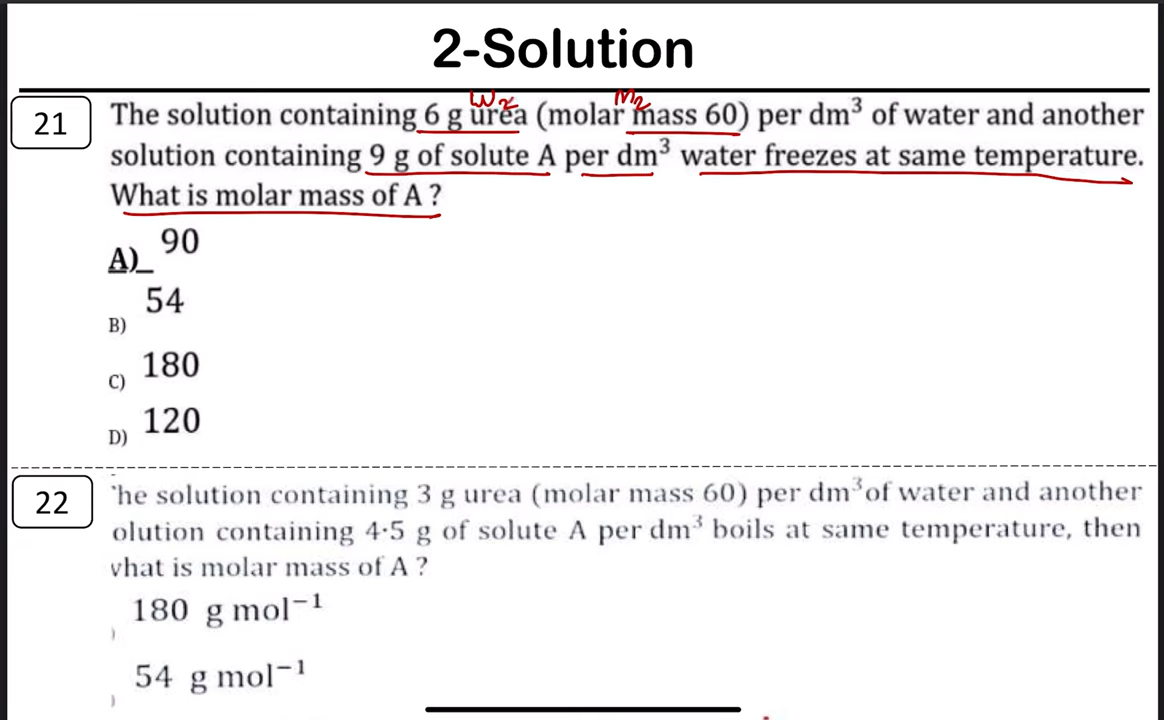 2-Solution
W2 M2
21 The solution containing 6 g urea (molar mass 60) per dm³ of water and another
solution containing 9 g of solute A per dm³ water freezes at same temperature.
What is molar mass of A ?
A) 90
B) 54
C) 180
D) 120
22 he solution containing 3 g urea (molar mass 60) per dm³of water and another
olution containing 4·5 g of solute A per dm³ boils at same temperature, then
vhat is molar mass of A ?
) 180 g mol⁻¹
) 54 g mol⁻¹